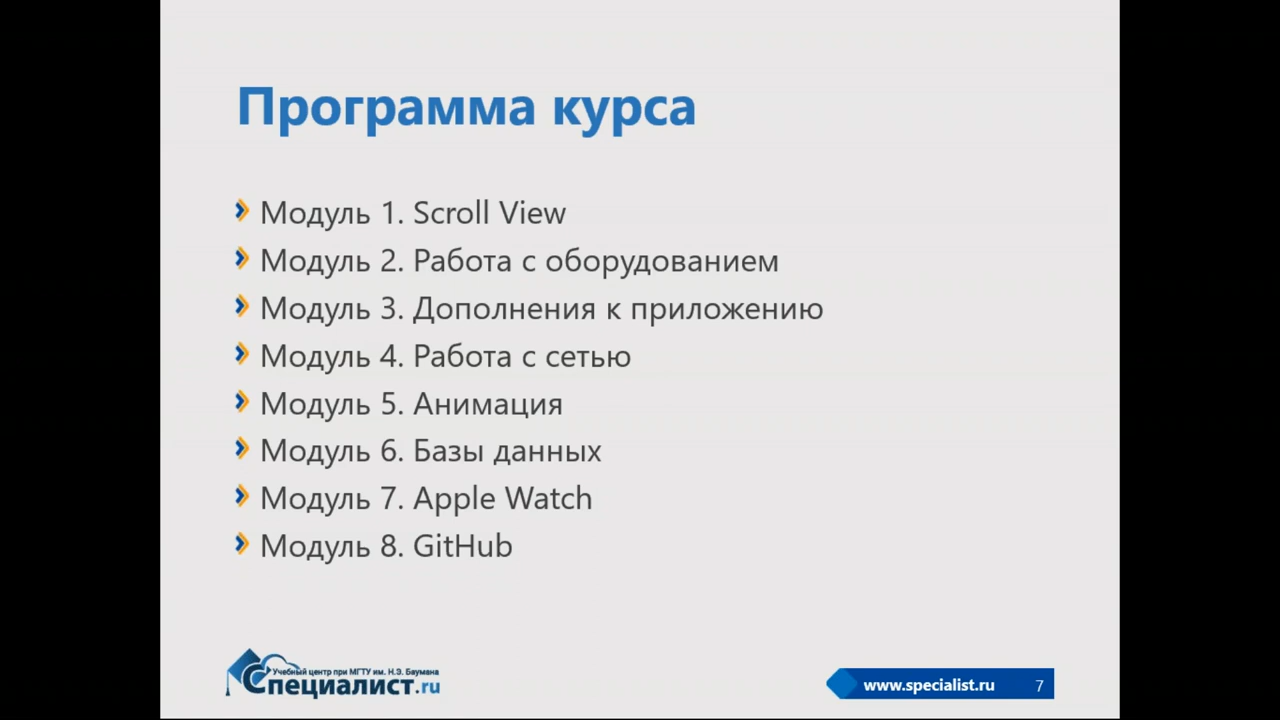 Программа курса
Модуль 1. Scroll View
Модуль 2. Работа с оборудованием
Модуль 3. Дополнения к приложению
Модуль 4. Работа с сетью
Модуль 5. Анимация
Модуль 6. Базы данных
Модуль 7. Apple Watch
Модуль 8. GitHub
Учебный центр при МГТУ им. Н.Э. Баумана
Специалист.ru
www.specialist.ru 7